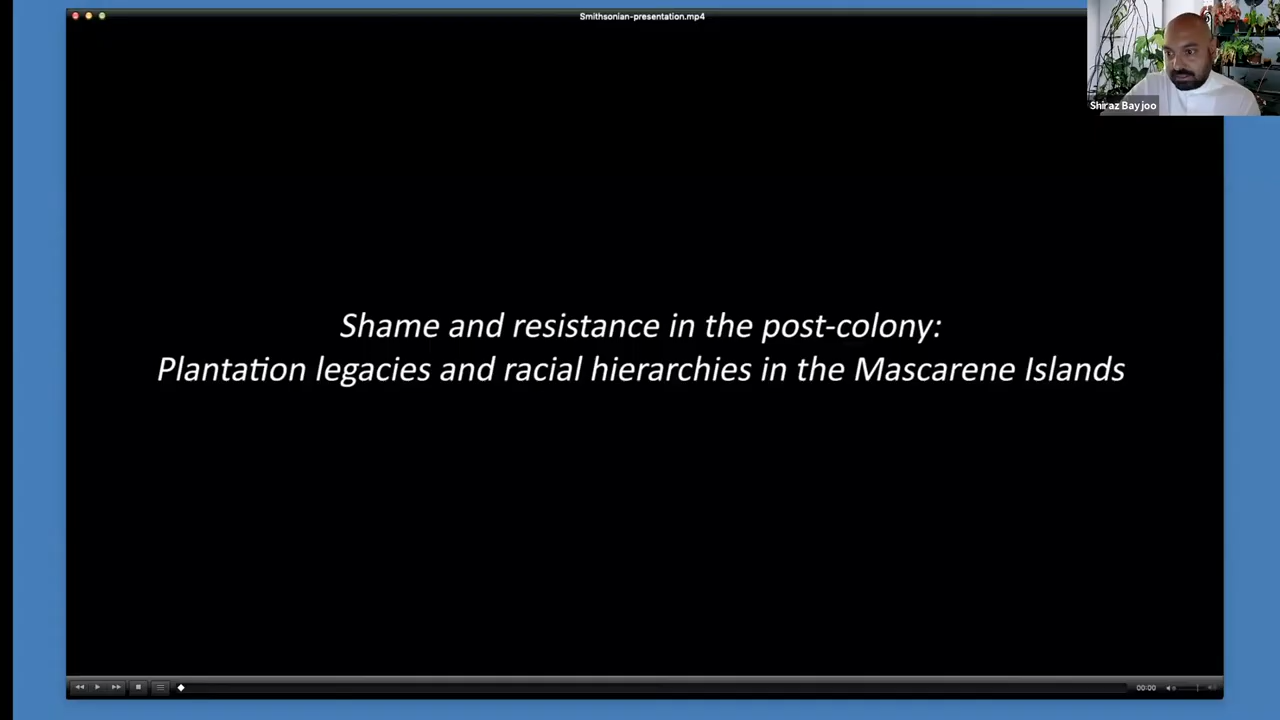 Smithsonian-presentation.mp4
Shiraz Bayjoo
Shame and resistance in the post-colony:
Plantation legacies and racial hierarchies in the Mascarene Islands
00:00